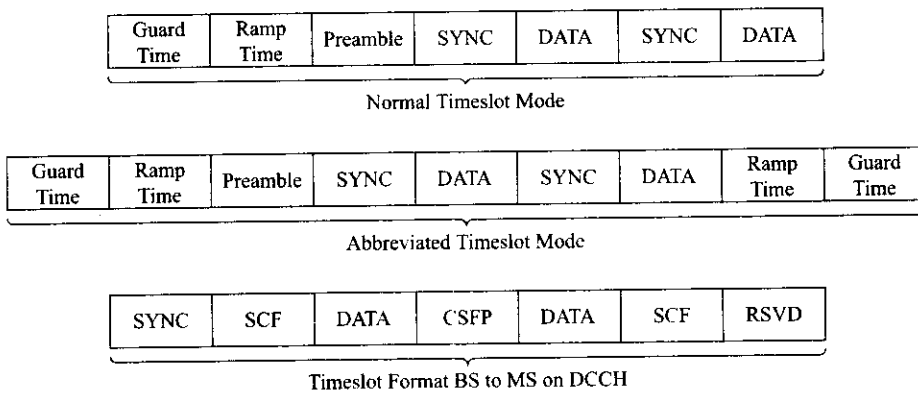 Guard Time Ramp Time Preamble SYNC DATA SYNC DATA
Normal Timeslot Mode
Guard Time Ramp Time Preamble SYNC DATA SYNC DATA Ramp Time Guard Time
Abbreviated Timeslot Mode
SYNC SCF DATA CSFP DATA SCF RSVD
Timeslot Format BS to MS on DCCH